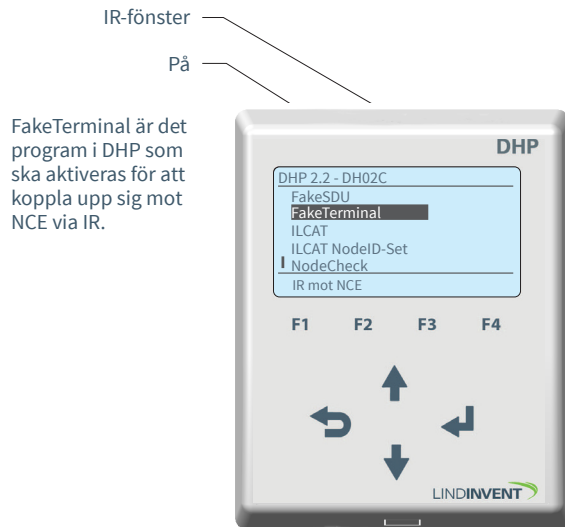 IR-fönster
På
FakeTerminal är det
program i DHP som
ska aktiveras för att
koppla upp sig mot
NCE via IR.
DHP
DHP 2.2 - DH02C
FakeSDU
FakeTerminal
ILCAT
ILCAT NodeID-Set
NodeCheck
IR mot NCE
F1 F2 F3 F4
LINDINVENT